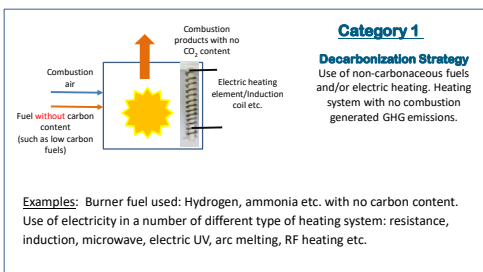 Combustion
products with no
CO2 content
Category 1
Decarbonization Strategy
Use of non-carbonaceous fuels
and/or electric heating. Heating
system with no combustion
generated GHG emissions.
Combustion
air
Electric heating
element/Induction
coil etc.
Fuel without carbon
content
(such as low carbon
fuels)
Examples: Burner fuel used: Hydrogen, ammonia etc. with no carbon content.
Use of electricity in a number of different type of heating system: resistance,
induction, microwave, electric UV, arc melting, RF heating etc.